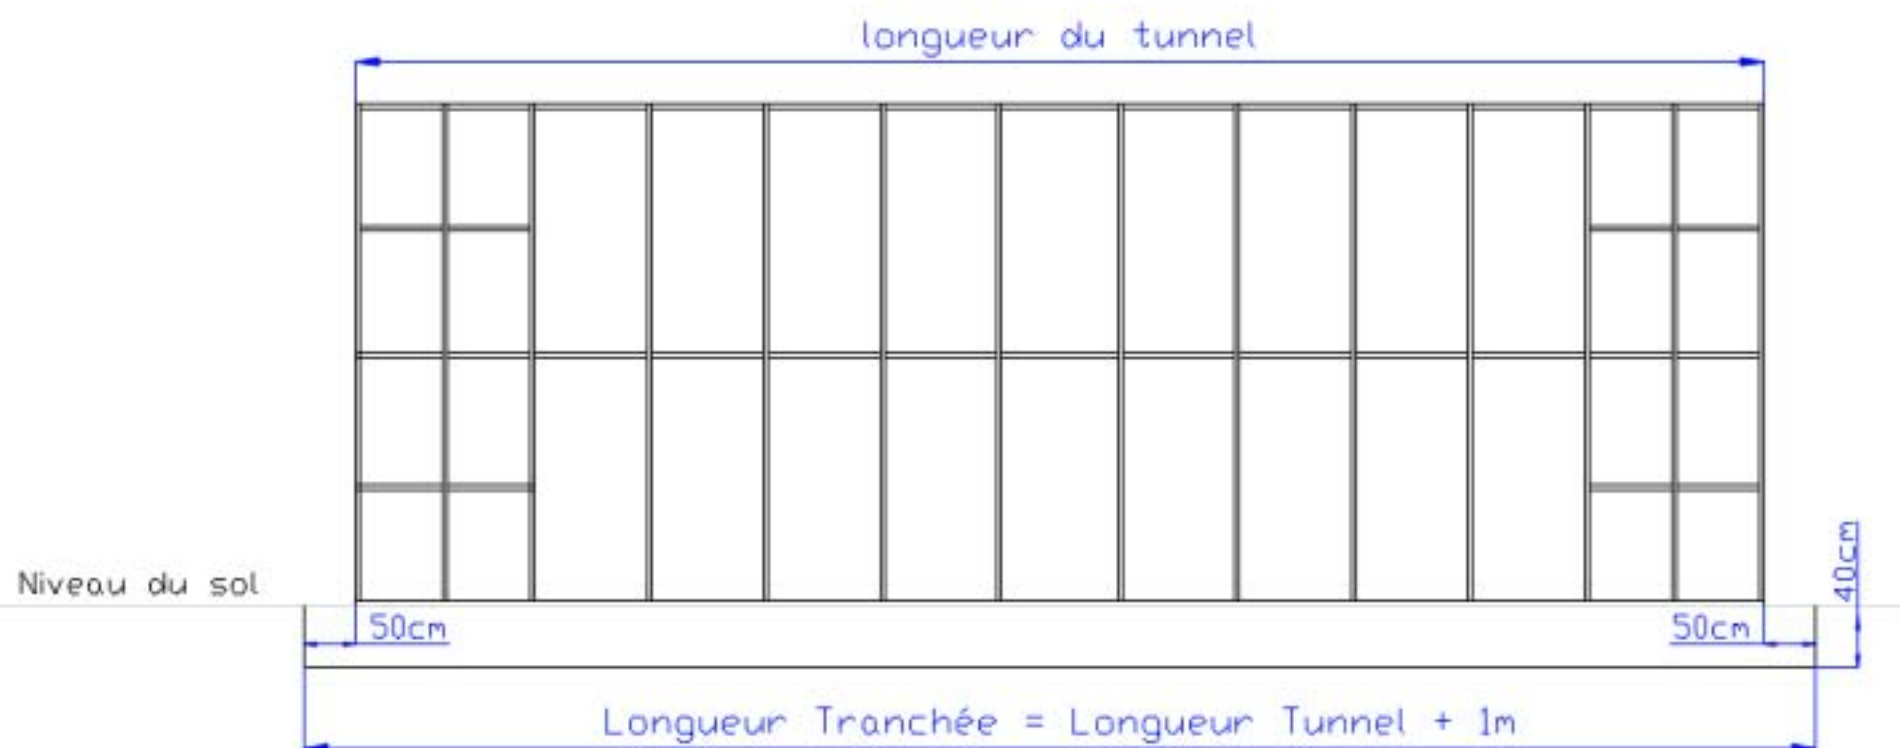 longueur du tunnel
40cm
Niveau du sol
50cm
50cm
Longueur Tranchée = Longueur Tunnel + 1m